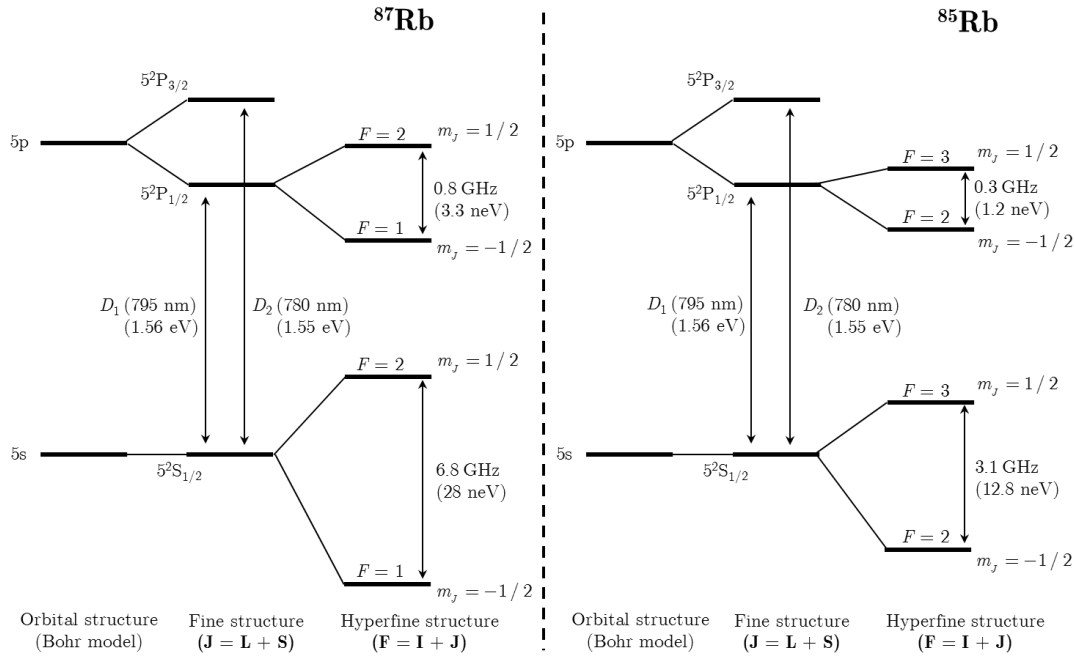 ⁸⁷Rb
5²P₃/₂
5p
5²P₁/₂
F = 2
m_J = 1/2
0.8 GHz
(3.3 neV)
F = 1
m_J = −1/2
D₁ (795 nm)
(1.56 eV)
D₂ (780 nm)
(1.55 eV)
F = 2
m_J = 1/2
5s
5²S₁/₂
6.8 GHz
(28 neV)
F = 1
m_J = −1/2
Orbital structure
(Bohr model)
Fine structure
(J = L + S)
Hyperfine structure
(F = I + J)
⁸⁵Rb
5²P₃/₂
5p
5²P₁/₂
F = 3
m_J = 1/2
0.3 GHz
(1.2 neV)
F = 2
m_J = −1/2
D₁ (795 nm)
(1.56 eV)
D₂ (780 nm)
(1.55 eV)
F = 3
m_J = 1/2
5s
5²S₁/₂
3.1 GHz
(12.8 neV)
F = 2
m_J = −1/2
Orbital structure
(Bohr model)
Fine structure
(J = L + S)
Hyperfine structure
(F = I + J)